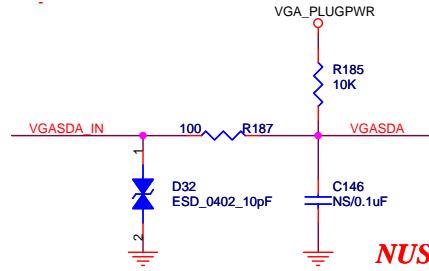 VGA_PLUGPWR
R185
10K
VGASDA_IN
100
R187
VGASDA
1
D32
ESD_0402_10pF
2
C146
NS/0.1uF
NUS